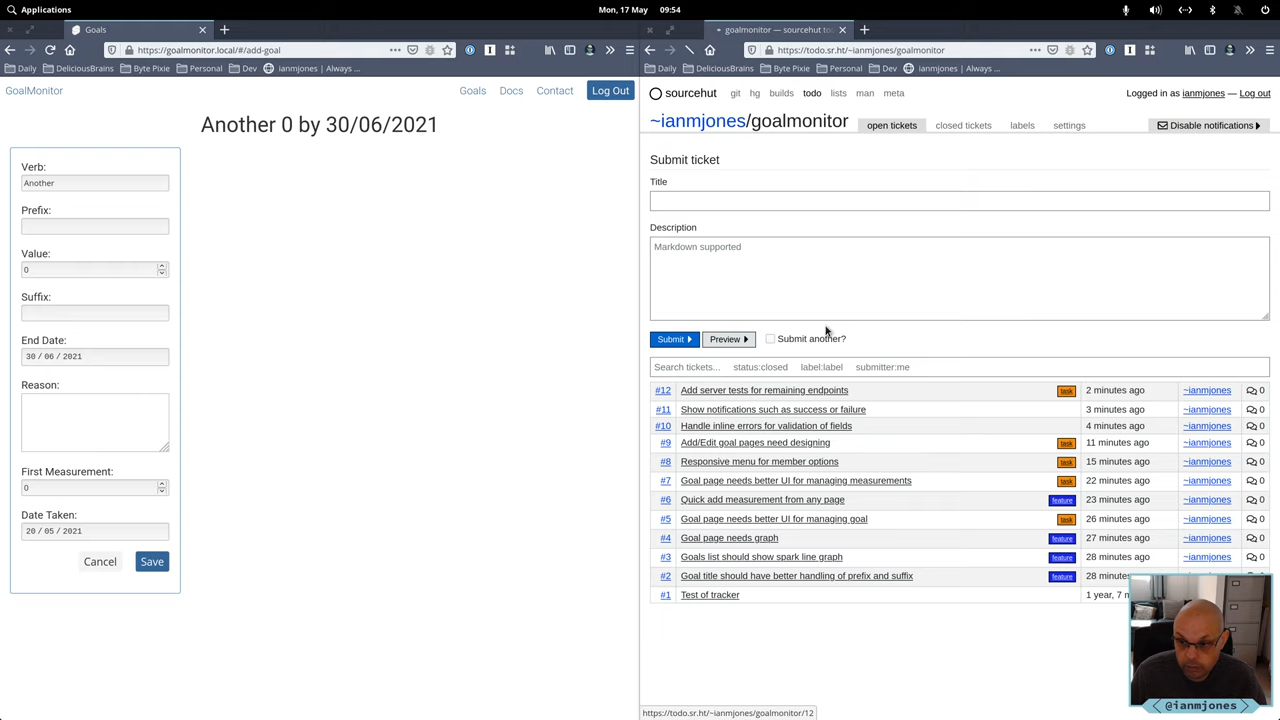 Applications
Mon, 17 May 09:54
Goals
https://goalmonitor.local/#/add-goal
Daily DeliciousBrains Byte Pixie Personal Dev ianmjones | Always ...
GoalMonitor
Goals Docs Contact Log Out
Another 0 by 30/06/2021
Verb:
Another
Prefix:
Value:
0
Suffix:
End Date:
30 / 06 / 2021
Reason:
First Measurement:
0
Date Taken:
20 / 05 / 2021
Cancel Save
goalmonitor — sourcehut to
https://todo.sr.ht/~ianmjones/goalmonitor
Daily DeliciousBrains Byte Pixie Personal Dev ianmjones | Always ...
sourcehut git hg builds todo lists man meta Logged in as ianmjones — Log out
~ianmjones/goalmonitor open tickets closed tickets labels settings Disable notifications
Submit ticket
Title
Description
Markdown supported
Submit Preview Submit another?
Search tickets... status:closed label:label submitter:me
#12 Add server tests for remaining endpoints task 2 minutes ago ~ianmjones 0
#11 Show notifications such as success or failure 3 minutes ago ~ianmjones 0
#10 Handle inline errors for validation of fields 4 minutes ago ~ianmjones 0
#9 Add/Edit goal pages need designing task 11 minutes ago ~ianmjones 0
#8 Responsive menu for member options task 15 minutes ago ~ianmjones 0
#7 Goal page needs better UI for managing measurements task 22 minutes ago ~ianmjones 0
#6 Quick add measurement from any page feature 23 minutes ago ~ianmjones 0
#5 Goal page needs better UI for managing goal task 26 minutes ago ~ianmjones 0
#4 Goal page needs graph feature 27 minutes ago ~ianmjones 0
#3 Goals list should show spark line graph feature 28 minutes ago ~ianmjones 0
#2 Goal title should have better handling of prefix and suffix feature 28 minutes ~ianmjones 0
#1 Test of tracker 1 year, 7 m
https://todo.sr.ht/~ianmjones/goalmonitor/12
@ianmjones